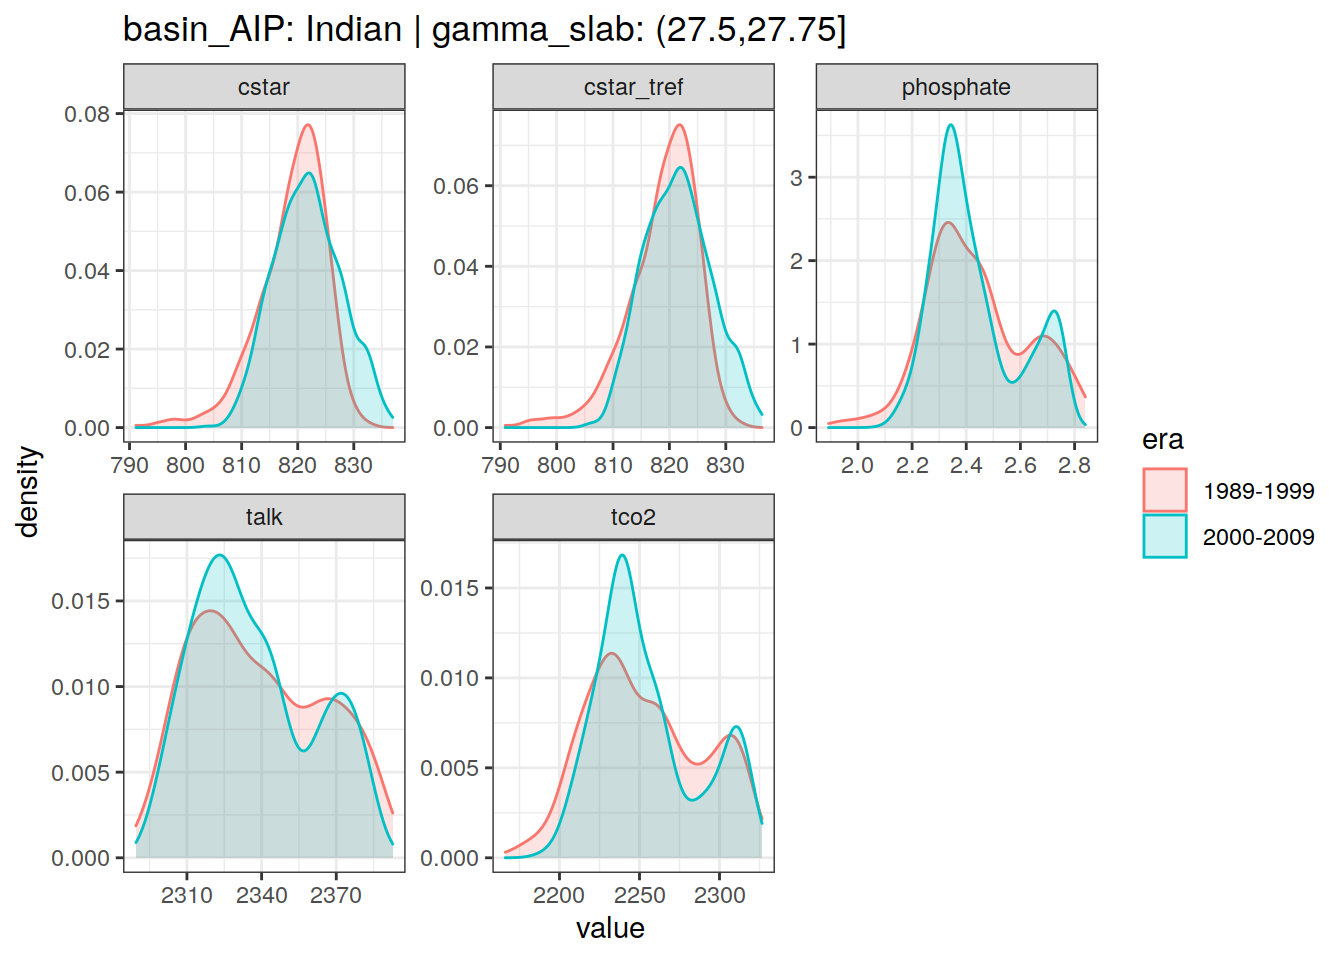 basin_AIP: Indian | gamma_slab: (27.5,27.75]
cstar
cstar_tref
phosphate
0.08
0.06
0.04
0.02
0.00
0.06
0.04
0.02
0.00
3
2
1
0
790 800 810 820 830
790 800 810 820 830
2.0 2.2 2.4 2.6 2.8
talk
tco2
0.015
0.010
0.005
0.000
0.015
0.010
0.005
0.000
2310 2340 2370
2200 2250 2300
density
value
era
1989-1999
2000-2009